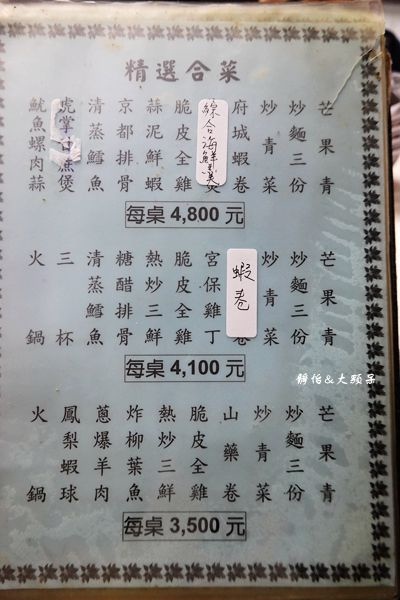 精選合菜
芒果青
炒麵三份
炒青菜
府城蝦卷
綜合海鮮羹
脆皮全雞
蒜泥鮮蝦
京都排骨
清蒸鱈魚
虎掌 煲
魷魚螺肉蒜
每桌 4,800 元
芒果青
炒麵三份
炒青菜
蝦卷
宮保雞丁
脆皮全雞
熱炒三鮮
糖醋排骨
清蒸鱈魚
三杯
火鍋
每桌 4,100 元
芒果青
炒麵三份
炒青菜
山藥卷
脆皮全雞
熱炒三鮮
炸柳葉魚
蔥爆羊肉
鳳梨蝦球
火鍋
每桌 3,500 元
靜怡&大顆呆